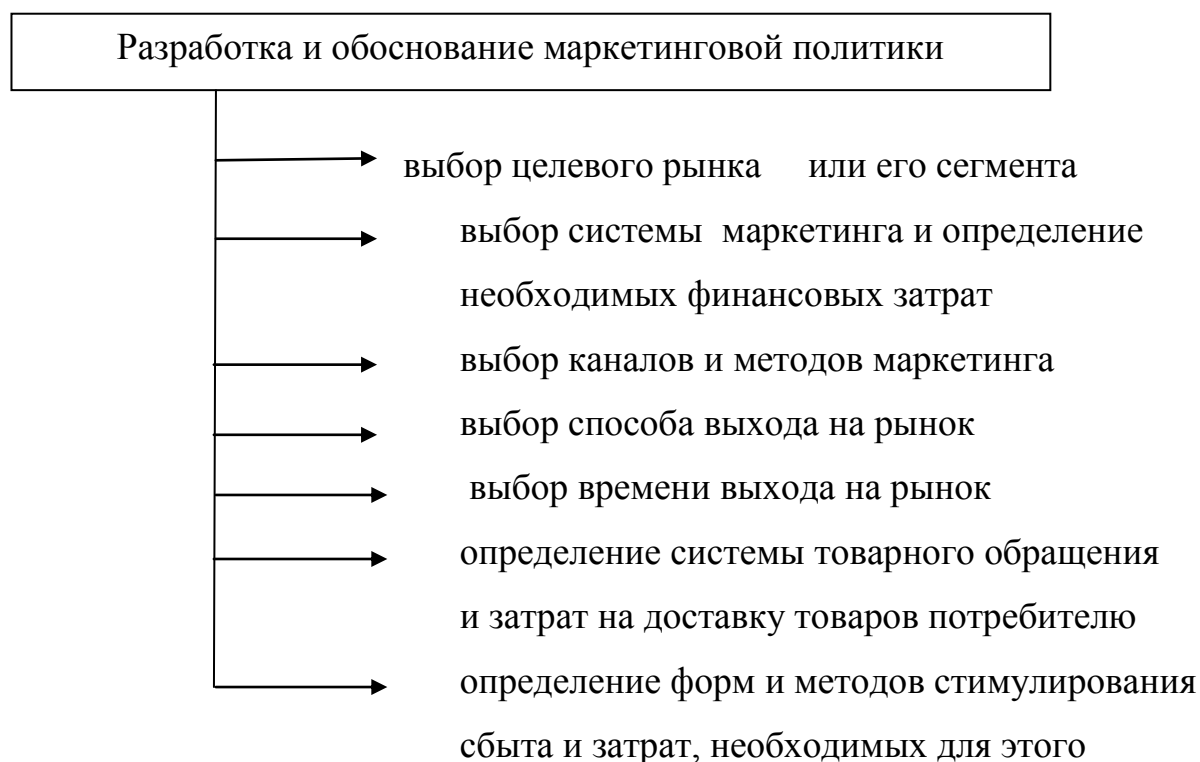 Разработка и обоснование маркетинговой политики
выбор целевого рынка или его сегмента
выбор системы маркетинга и определение
необходимых финансовых затрат
выбор каналов и методов маркетинга
выбор способа выхода на рынок
выбор времени выхода на рынок
определение системы товарного обращения
и затрат на доставку товаров потребителю
определение форм и методов стимулирования
сбыта и затрат, необходимых для этого